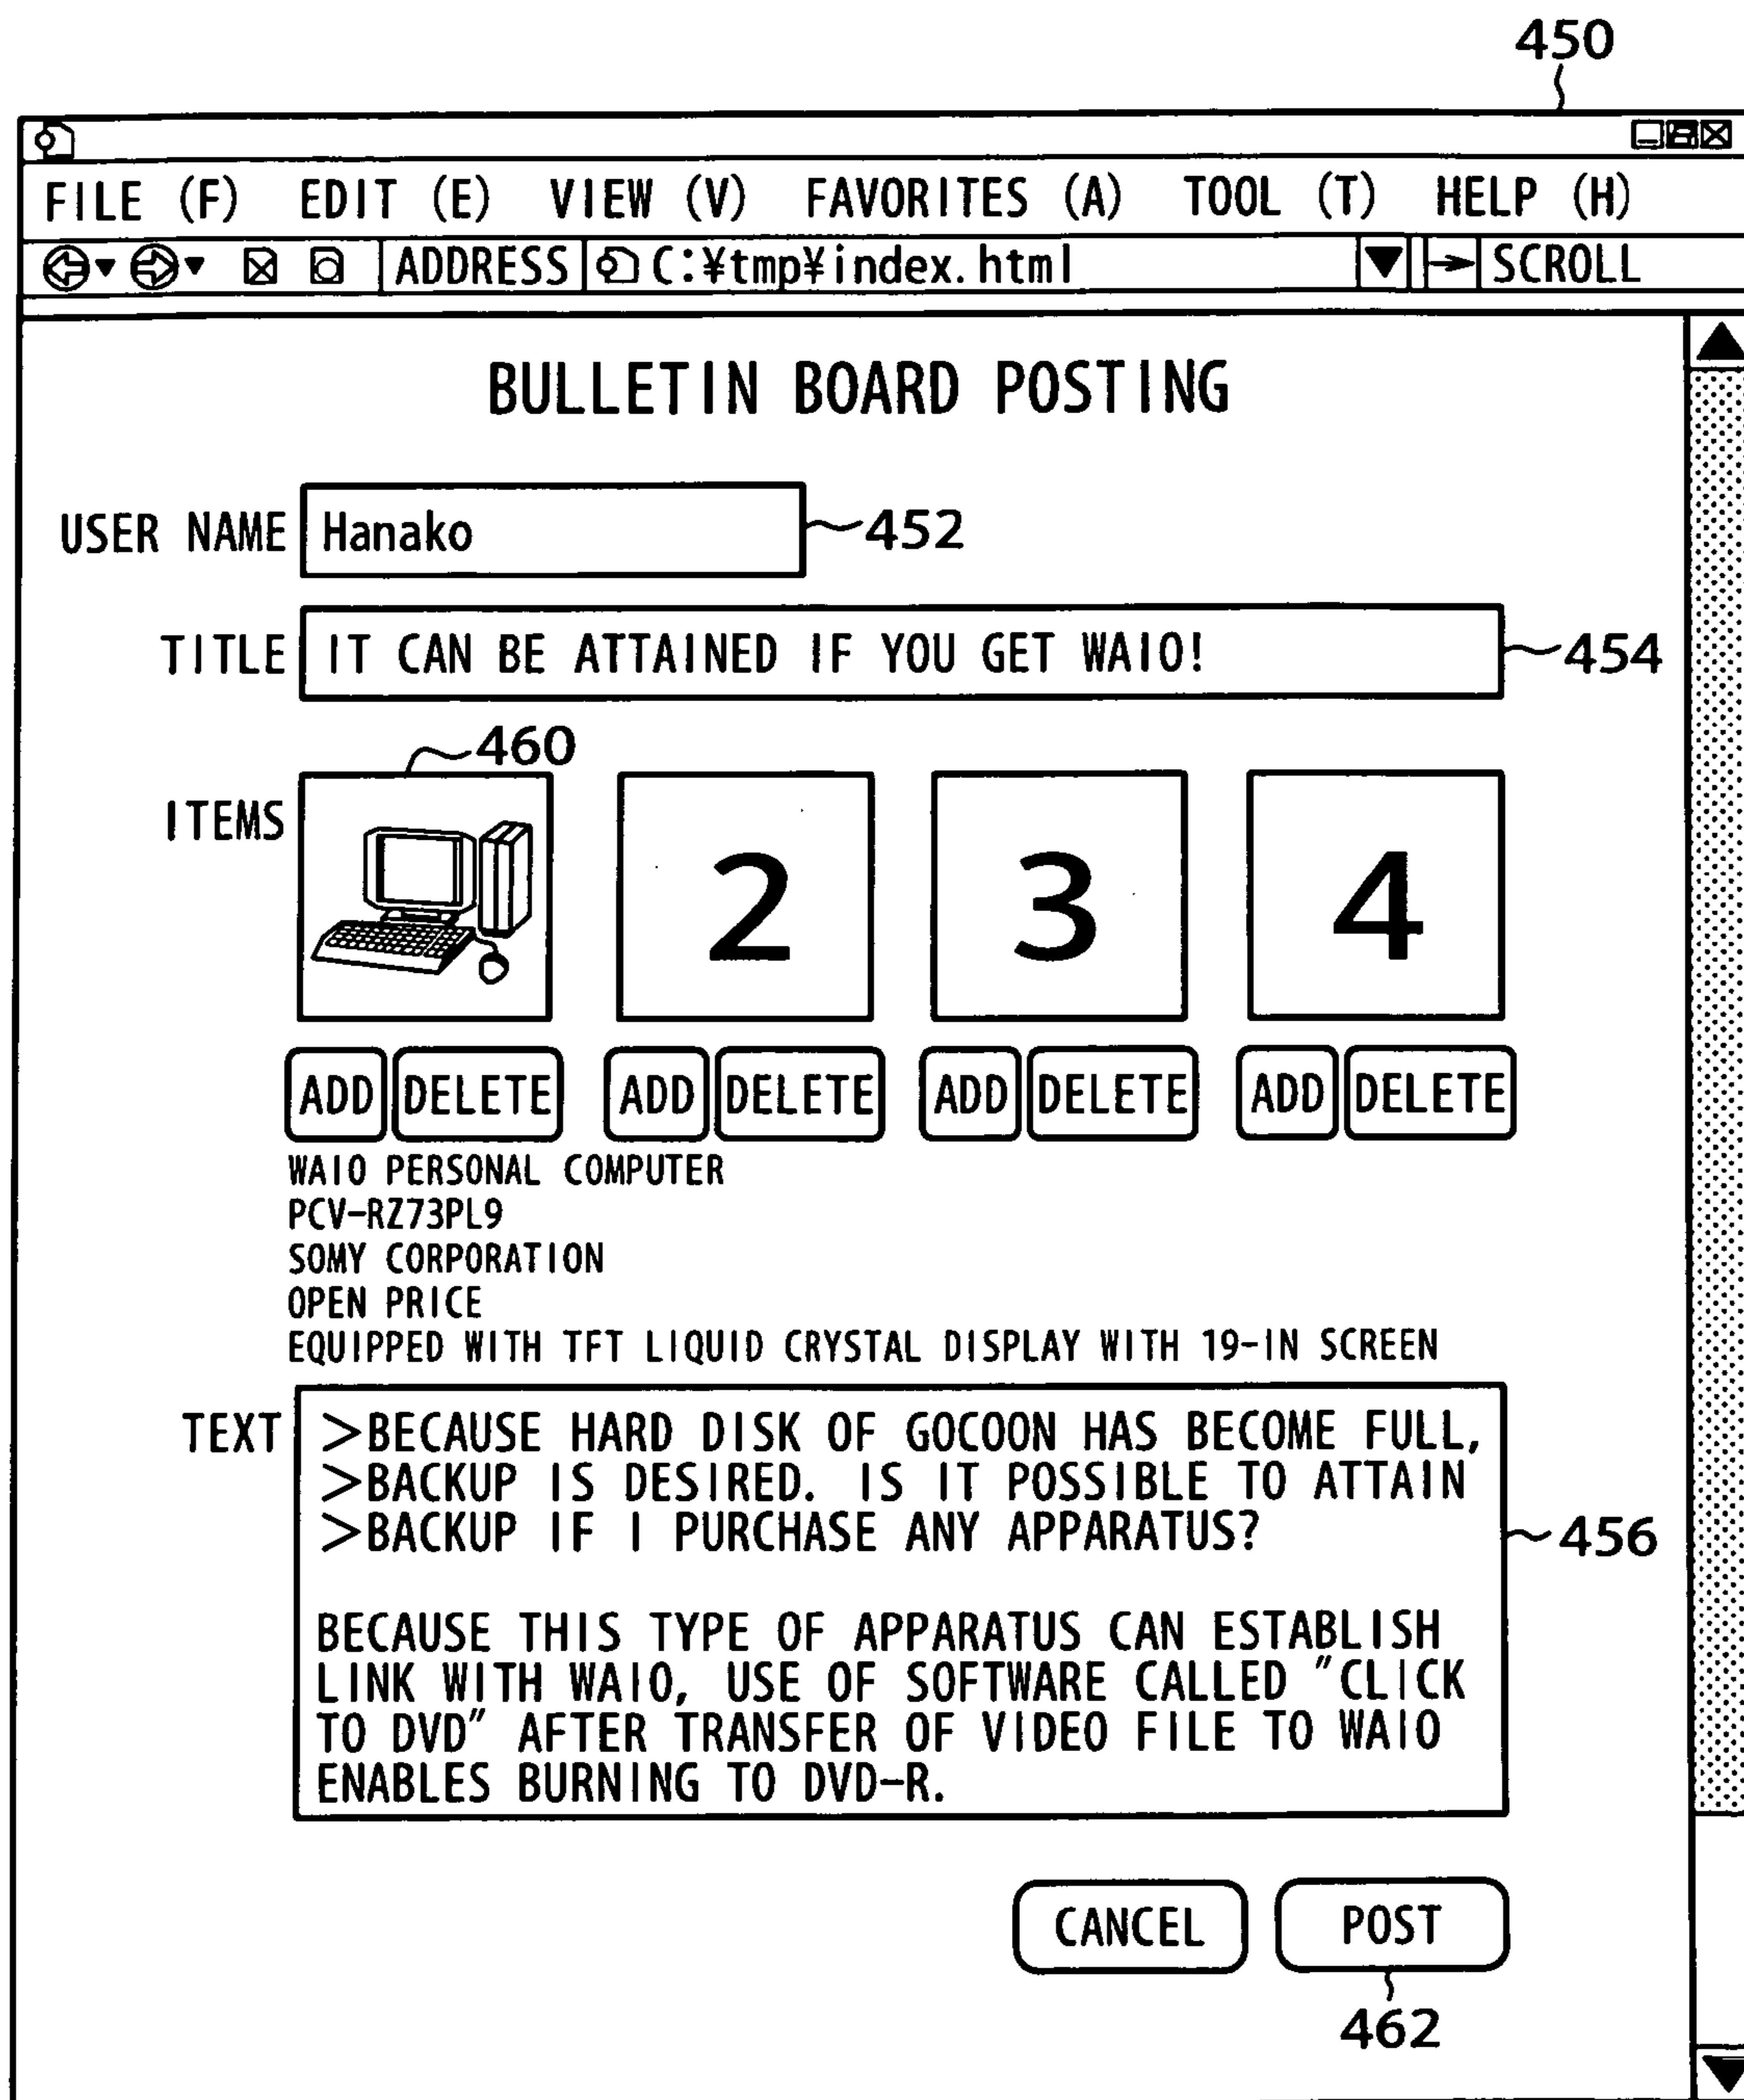 450
FILE (F) EDIT (E) VIEW (V) FAVORITES (A) TOOL (T) HELP (H)
ADDRESS C:¥tmp¥index.html SCROLL
BULLETIN BOARD POSTING
USER NAME Hanako 452
TITLE IT CAN BE ATTAINED IF YOU GET WAIO! 454
460
ITEMS 2 3 4
ADD DELETE ADD DELETE ADD DELETE ADD DELETE
WAIO PERSONAL COMPUTER
PCV-RZ73PL9
SOMY CORPORATION
OPEN PRICE
EQUIPPED WITH TFT LIQUID CRYSTAL DISPLAY WITH 19-IN SCREEN
TEXT >BECAUSE HARD DISK OF GOCOON HAS BECOME FULL,
>BACKUP IS DESIRED. IS IT POSSIBLE TO ATTAIN
>BACKUP IF I PURCHASE ANY APPARATUS? 456
BECAUSE THIS TYPE OF APPARATUS CAN ESTABLISH
LINK WITH WAIO, USE OF SOFTWARE CALLED "CLICK
TO DVD" AFTER TRANSFER OF VIDEO FILE TO WAIO
ENABLES BURNING TO DVD-R.
CANCEL POST
462